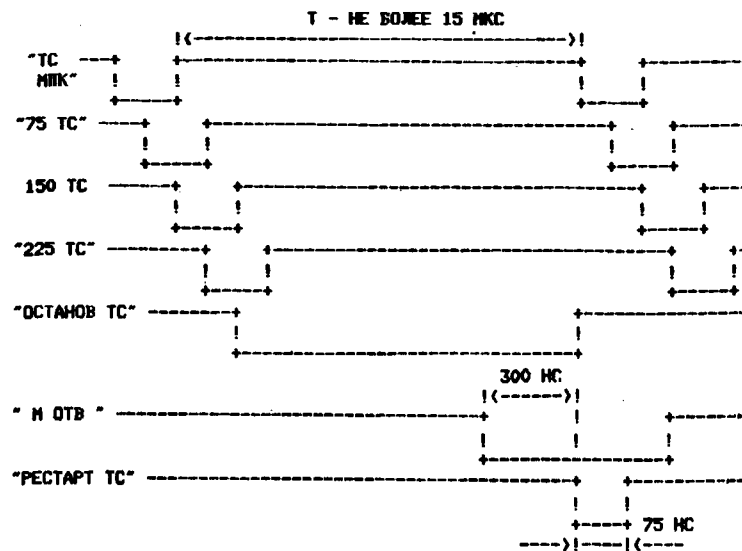 T - НЕ БОЛЕЕ 15 МКС
"ТС
МПК"
"75 ТС"
150 ТС
"225 ТС"
"ОСТАНОВ ТС"
300 НС
" М ОТВ "
"РЕСТАРТ ТС"
75 НС